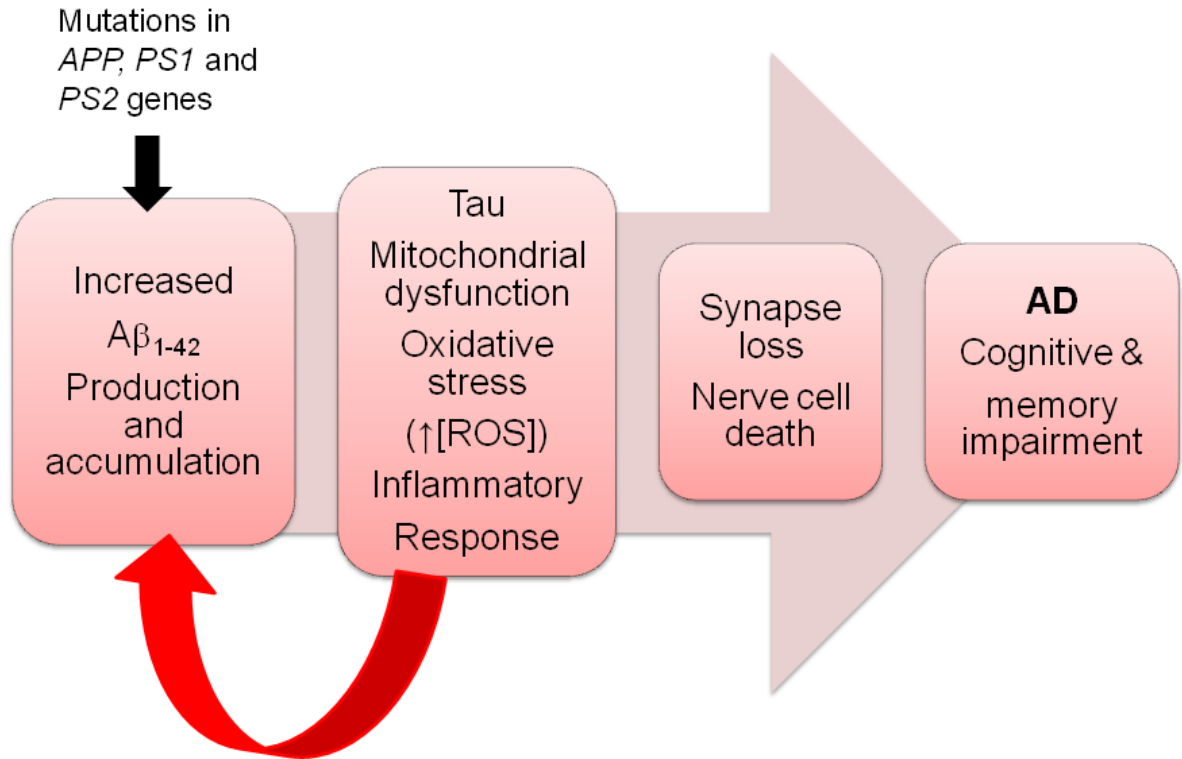 Mutations in
APP, PS1 and
PS2 genes
Increased
Aβ₁₋₄₂
Production
and
accumulation
Tau
Mitochondrial
dysfunction
Oxidative
stress
(↑[ROS])
Inflammatory
Response
Synapse
loss
Nerve cell
death
AD
Cognitive &
memory
impairment